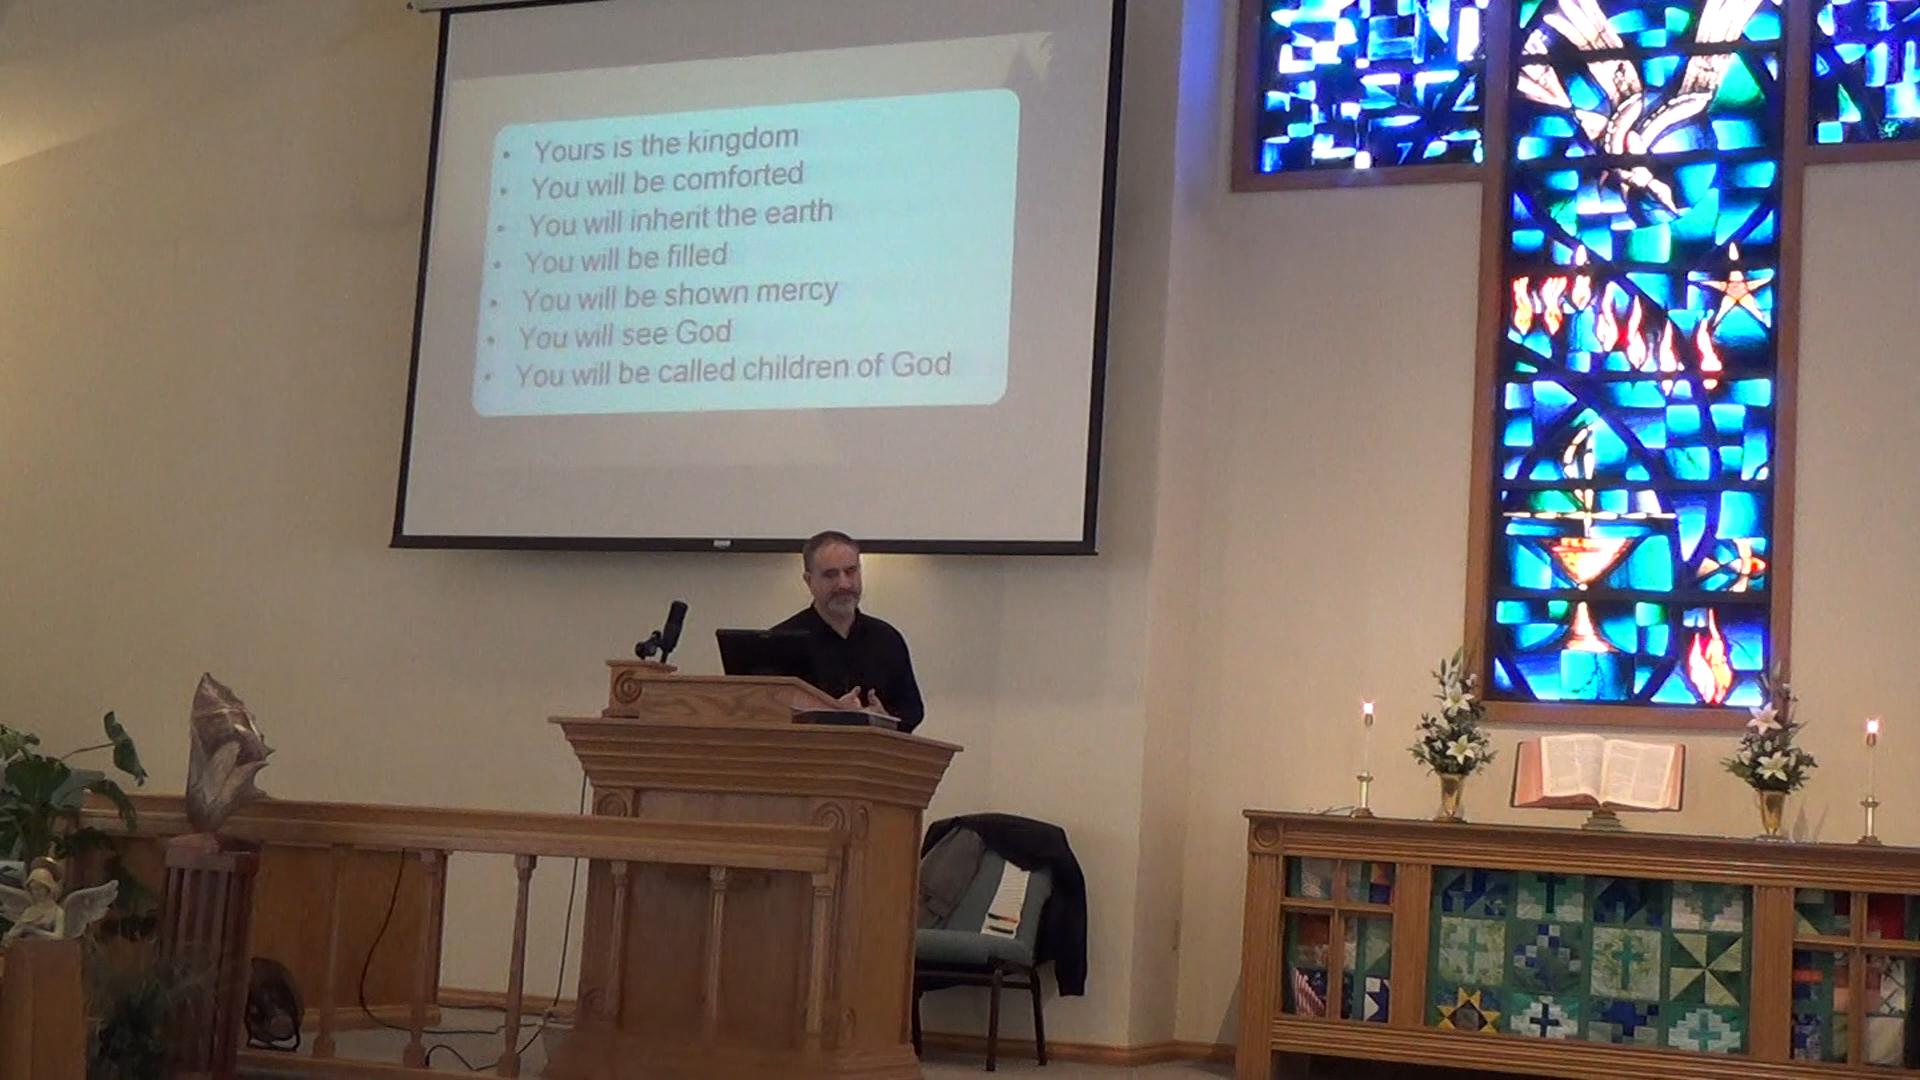 • Yours is the kingdom
• You will be comforted
• You will inherit the earth
• You will be filled
• You will be shown mercy
• You will see God
• You will be called children of God